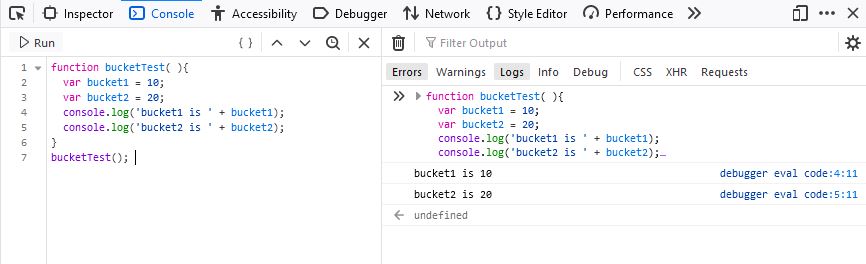 Inspector Console Accessibility Debugger Network {} Style Editor Performance
Run { }
Filter Output
Errors Warnings Logs Info Debug CSS XHR Requests
1 function bucketTest( ){
2 var bucket1 = 10;
3 var bucket2 = 20;
4 console.log('bucket1 is ' + bucket1);
5 console.log('bucket2 is ' + bucket2);
6 }
7 bucketTest();
function bucketTest( ){
var bucket1 = 10;
var bucket2 = 20;
console.log('bucket1 is ' + bucket1);
console.log('bucket2 is ' + bucket2);…
bucket1 is 10 debugger eval code:4:11
bucket2 is 20 debugger eval code:5:11
undefined